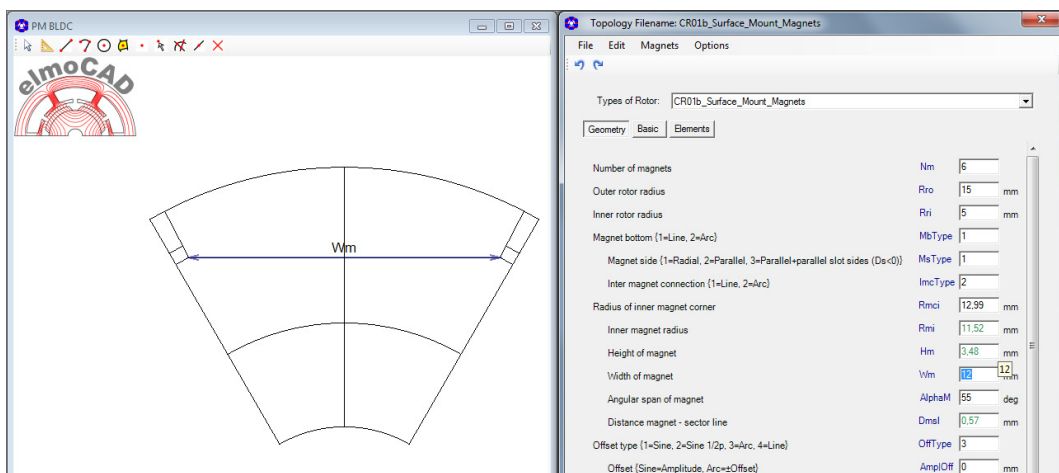 PM BLDC
elmoCAD
Wm
Topology Filename: CR01b_Surface_Mount_Magnets
File Edit Magnets Options
Types of Rotor: CR01b_Surface_Mount_Magnets
Geometry Basic Elements
Number of magnets Nm 6
Outer rotor radius Rro 15 mm
Inner rotor radius Rri 5 mm
Magnet bottom {1=Line, 2=Arc} MbType 1
Magnet side {1=Radial, 2=Parallel, 3=Parallel+parallel slot sides (Ds<0)} MsType 1
Inter magnet connection {1=Line, 2=Arc} ImcType 2
Radius of inner magnet corner Rmci 12,99 mm
Inner magnet radius Rmi 11,52 mm
Height of magnet Hm 3,48 mm
Width of magnet Wm 12 12 mm
Angular span of magnet AlphaM 55 deg
Distance magnet - sector line Dmsl 0,57 mm
Offset type {1=Sine, 2=Sine 1/2p, 3=Arc, 4=Line} OffType 3
Offset {Sine=Amplitude, Arc=±Offset} AmplOff 0 mm